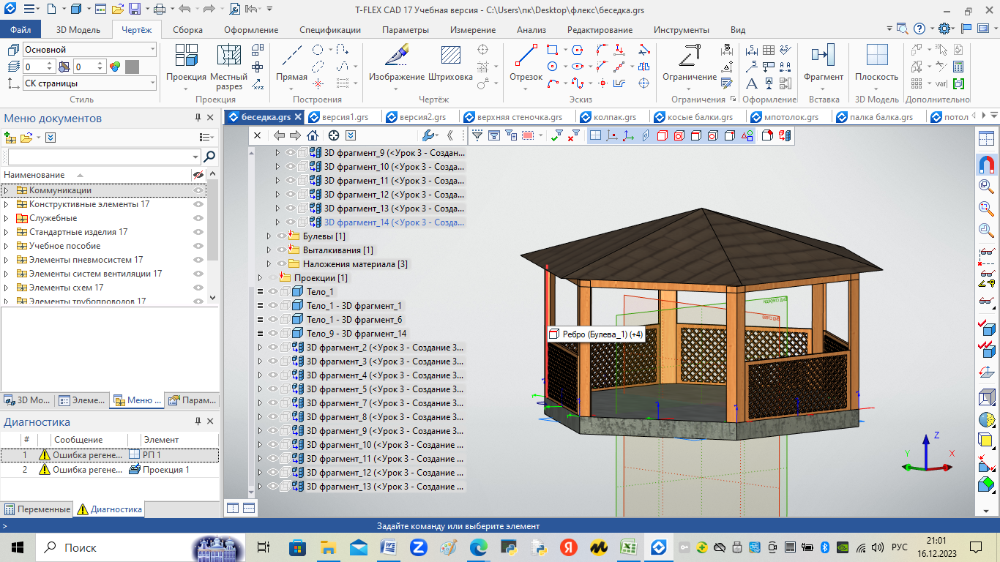 T-FLEX CAD 17 Учебная версия - C:\Users\пк\Desktop\флекс\беседка.grs
Файл 3D Модель Чертёж Сборка Оформление Спецификации Параметры Измерение Анализ Редактирование Инструменты Вид
Основной
0 0
СК страницы
Стиль
Проекция
Местный разрез
Проекция
Прямая
Построения
Изображение Штриховка
Чертёж
Отрезок
Эскиз
Ограничение
Ограничения
Оформление
Фрагмент
Вставка
Плоскость
3D Модель
var
Дополнительно
Меню документов
беседка.grs версия1.grs версия2.grs верхняя стеночка.grs колпак.grs косые балки.grs мпотолок.grs палка балка.grs потол
Наименование
Коммуникации
Конструктивные элементы 17
Служебные
Стандартные изделия 17
Учебное пособие
Элементы пневмосистем 17
Элементы систем вентиляции 17
Элементы схем 17
Элементы трубопроводов 17
3D Мо... Элеме... Меню ... Парам...
Диагностика
# Сообщение Элемент
1 Ошибка регене... РП 1
2 Ошибка регене... Проекция 1
Переменные Диагностика
3D фрагмент_9 (<Урок 3 - Создан...
3D фрагмент_10 (<Урок 3 - Созда...
3D фрагмент_11 (<Урок 3 - Созда...
3D фрагмент_12 (<Урок 3 - Созда...
3D фрагмент_13 (<Урок 3 - Созда...
3D фрагмент_14 (<Урок 3 - Созда...
Булевы [1]
Выталкивания [1]
Наложения материала [3]
Проекции [1]
Тело_1
Тело_1 - 3D фрагмент_1
Тело_1 - 3D фрагмент_6
Тело_9 - 3D фрагмент_14
3D фрагмент_2 (<Урок 3 - Создание 3...
3D фрагмент_3 (<Урок 3 - Создание 3...
3D фрагмент_4 (<Урок 3 - Создание 3...
3D фрагмент_5 (<Урок 3 - Создание 3...
3D фрагмент_7 (<Урок 3 - Создание 3...
3D фрагмент_8 (<Урок 3 - Создание 3...
3D фрагмент_9 (<Урок 3 - Создание 3...
3D фрагмент_10 (<Урок 3 - Создание ...
3D фрагмент_11 (<Урок 3 - Создание ...
3D фрагмент_12 (<Урок 3 - Создание ...
3D фрагмент_13 (<Урок 3 - Создание ...
Ребро (Булева_1) (+4)
Z
Y
X
> Задайте команду или выберите элемент
Поиск
РУС
21:01
16.12.2023